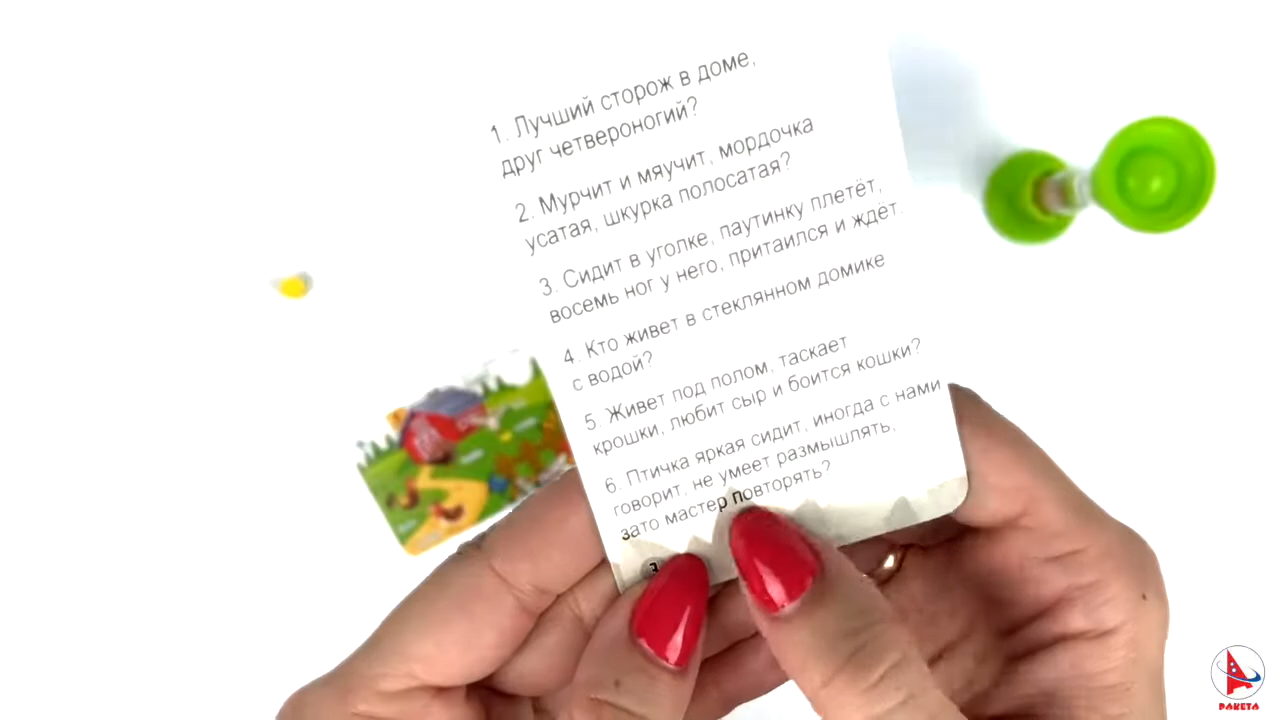 1. Лучший сторож в доме,
друг четвероногий?
2. Мурчит и мяучит, мордочка
усатая, шкурка полосатая?
3. Сидит в уголке, паутинку плетёт,
восемь ног у него, притаился и ждёт.
4. Кто живет в стеклянном домике
с водой?
5. Живет под полом, таскает
крошки, любит сыр и боится кошки?
6. Птичка яркая сидит, иногда с нами
говорит, не умеет размышлять,
зато мастер повторять?
РАКЕТА